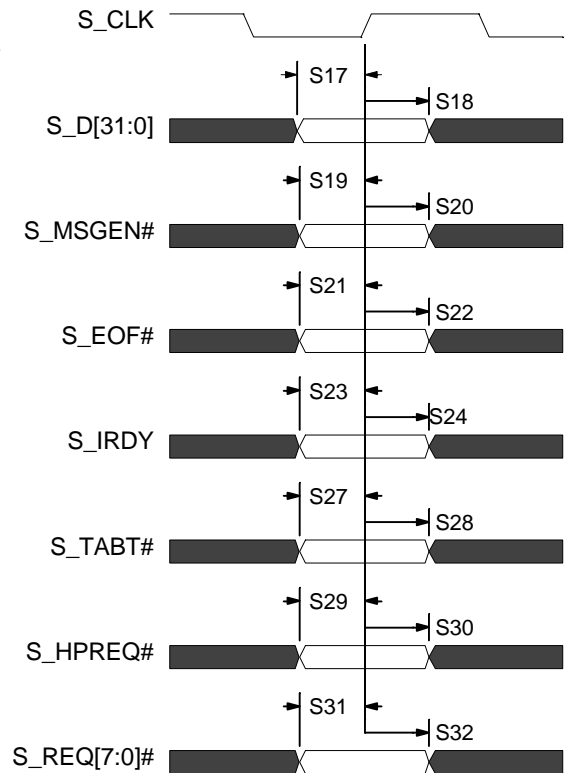 S_CLK
S17
S18
S_D[31:0]
S19
S20
S_MSGEN#
S21
S22
S_EOF#
S23
S24
S_IRDY
S27
S28
S_TABT#
S29
S30
S_HPREQ#
S31
S32
S_REQ[7:0]#